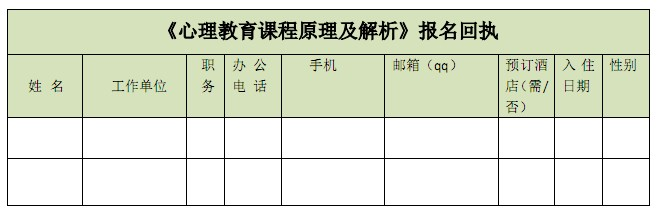 《心理教育课程原理及解析》报名回执
姓 名
工作单位
职
务
办 公
电 话
手机
邮箱（qq）
预订酒
店（需/
否）
入 住
日期
性别